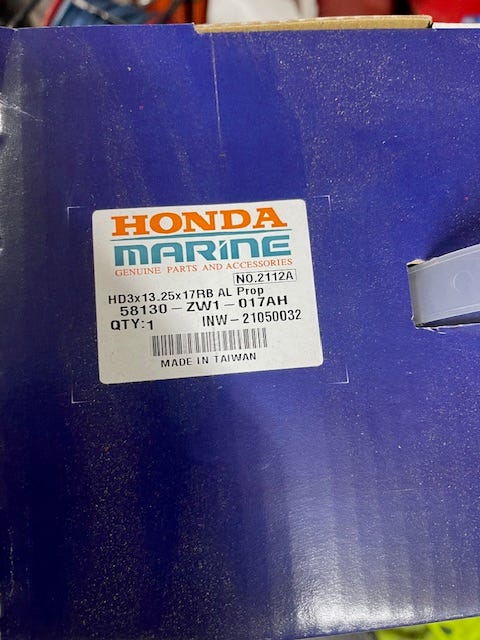 HONDA
MARINE
GENUINE PARTS AND ACCESSORIES
NO.2112A
HD3x13.25x17RB AL Prop
58130-ZW1-017AH
QTY:1 INW-21050032
MADE IN TAIWAN